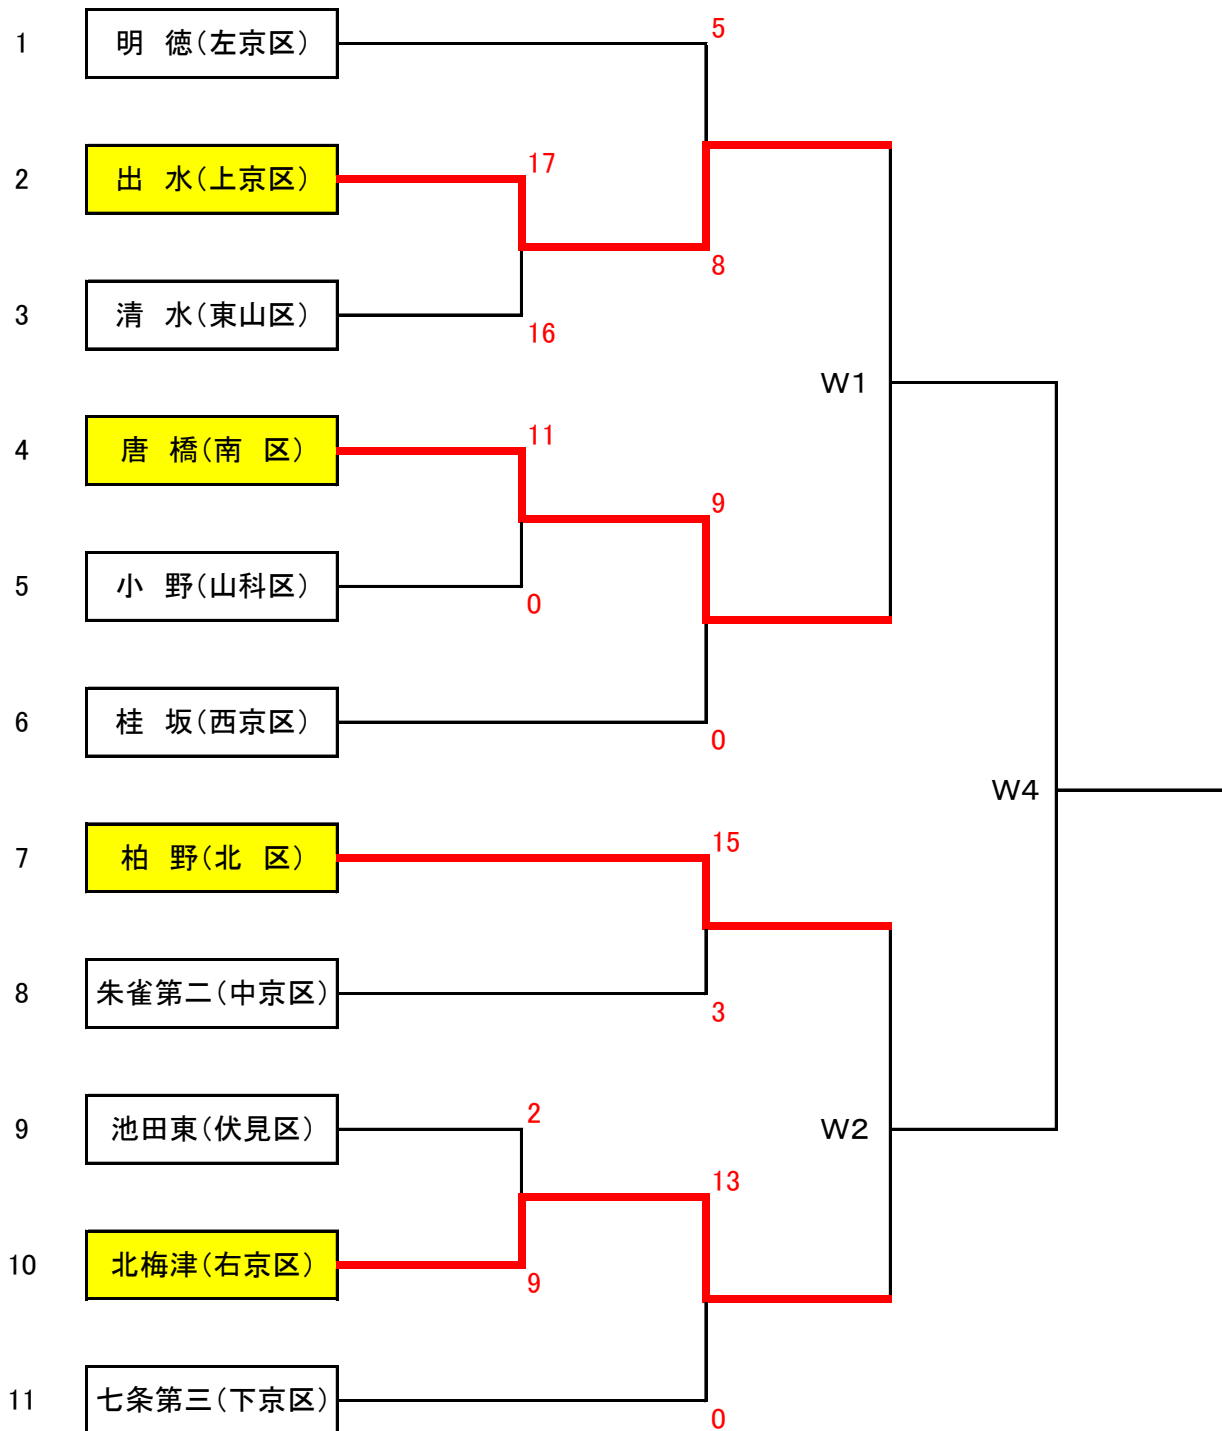 5
1 明 徳(左京区)
17
2 出 水(上京区)
8
3 清 水(東山区)
16
W1
11
4 唐 橋(南 区)
9
5 小 野(山科区)
0
6 桂 坂(西京区)
0
W4
15
7 柏 野(北 区)
8 朱雀第二(中京区)
3
2
9 池田東(伏見区)
W2
13
10 北梅津(右京区)
9
11 七条第三(下京区)
0